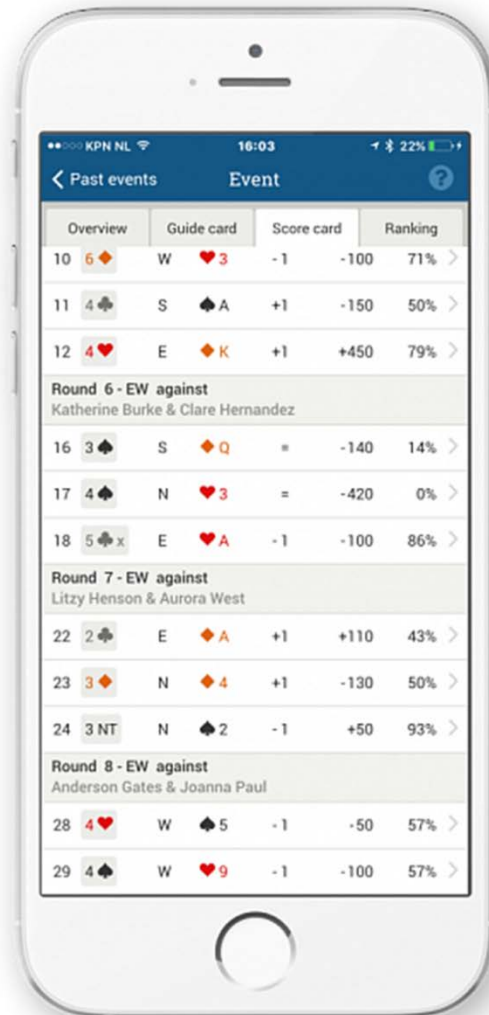 KPN NL 16:03 22%
Past events Event ?
Overview Guide card Score card Ranking
10 6♦ W ♥3 -1 -100 71%
11 4♣ S ♠A +1 -150 50%
12 4♥ E ♦K +1 +450 79%
Round 6 - EW against
Katherine Burke & Clare Hernandez
16 3♠ S ♦Q = -140 14%
17 4♠ N ♥3 = -420 0%
18 5♣x E ♥A -1 -100 86%
Round 7 - EW against
Litzy Henson & Aurora West
22 2♣ E ♦A +1 +110 43%
23 3♦ N ♦4 +1 -130 50%
24 3 NT N ♠2 -1 +50 93%
Round 8 - EW against
Anderson Gates & Joanna Paul
28 4♥ W ♠5 -1 -50 57%
29 4♠ W ♥9 -1 -100 57%